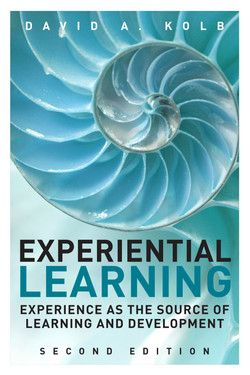 DAVID A. KOLB
EXPERIENTIAL
LEARNING
EXPERIENCE AS THE SOURCE OF
LEARNING AND DEVELOPMENT
SECOND EDITION